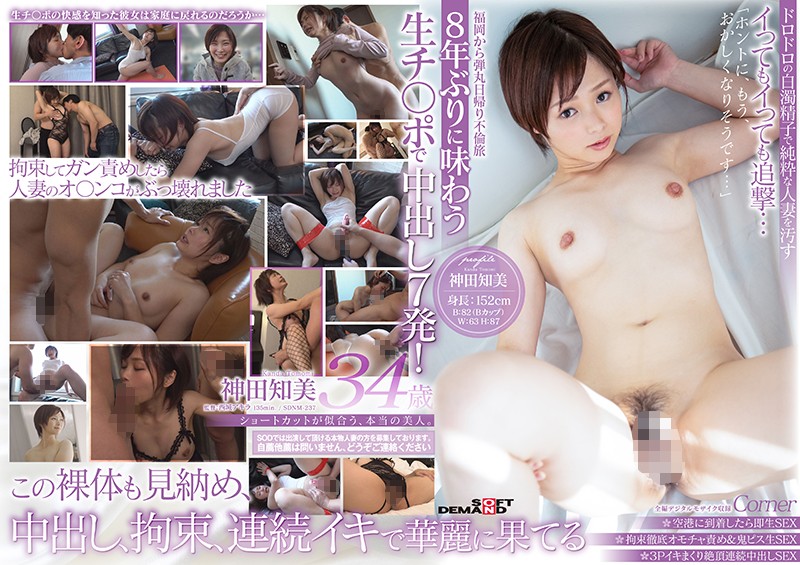 生チ〇ポの快感を知った彼女は家庭に戻れるのだろうか…
拘束してガン責めしたら
人妻のオ〇ンコがぶっ壊れました
福岡から弾丸日帰り不倫旅
8年ぶりに味わう
生チ〇ポで中出し7発!
ドロドロの白濁精子で純粋な人妻を汚す
イってもイっても追撃…
「ホントに、もう、
おかしくなりそうです…」
profile
Kanda Tomomi
神田知美
身長:152cm
B:82(Bカップ)
W:63 H:87
Kanda Tomomi
神田知美 34歳
135min / SDNM-237
ショートカットが似合う、本当の美人。
SODでは出演して頂ける本物人妻の方を募集しております。
自薦他薦は問いません、どうぞご連絡ください
この裸体も見納め、
中出し、拘束、連続イキで華麗に果てる
SOFT
DEMAND
全編デジタルモザイク収録
Corner
☆空港に到着したら即生SEX
☆拘束徹底オモチャ責め&鬼ピス生SEX
☆3Pイキまくり絶頂連続中出しSEX